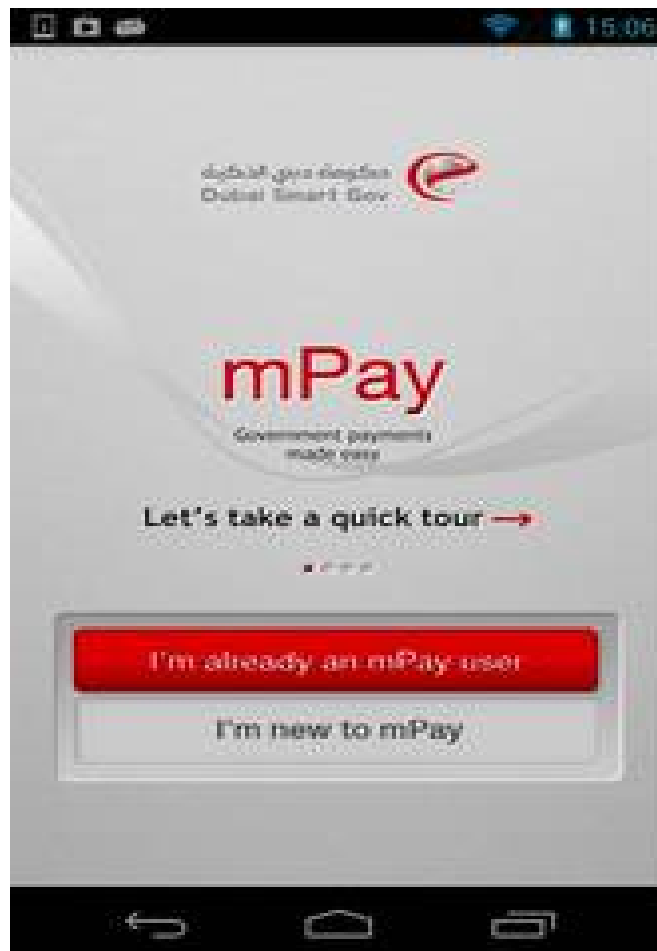 15:06
حكومة دبي الذكية
Dubai Smart Gov
mPay
Government payments
made easy
Let's take a quick tour →
I'm already an mPay user
I'm new to mPay